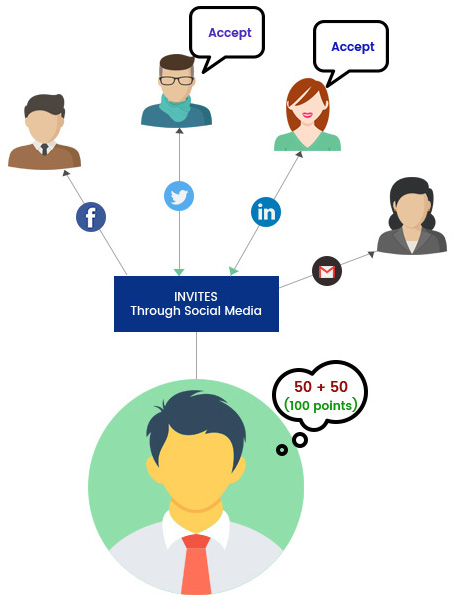 Accept
Accept
INVITES
Through Social Media
50 + 50
(100 points)